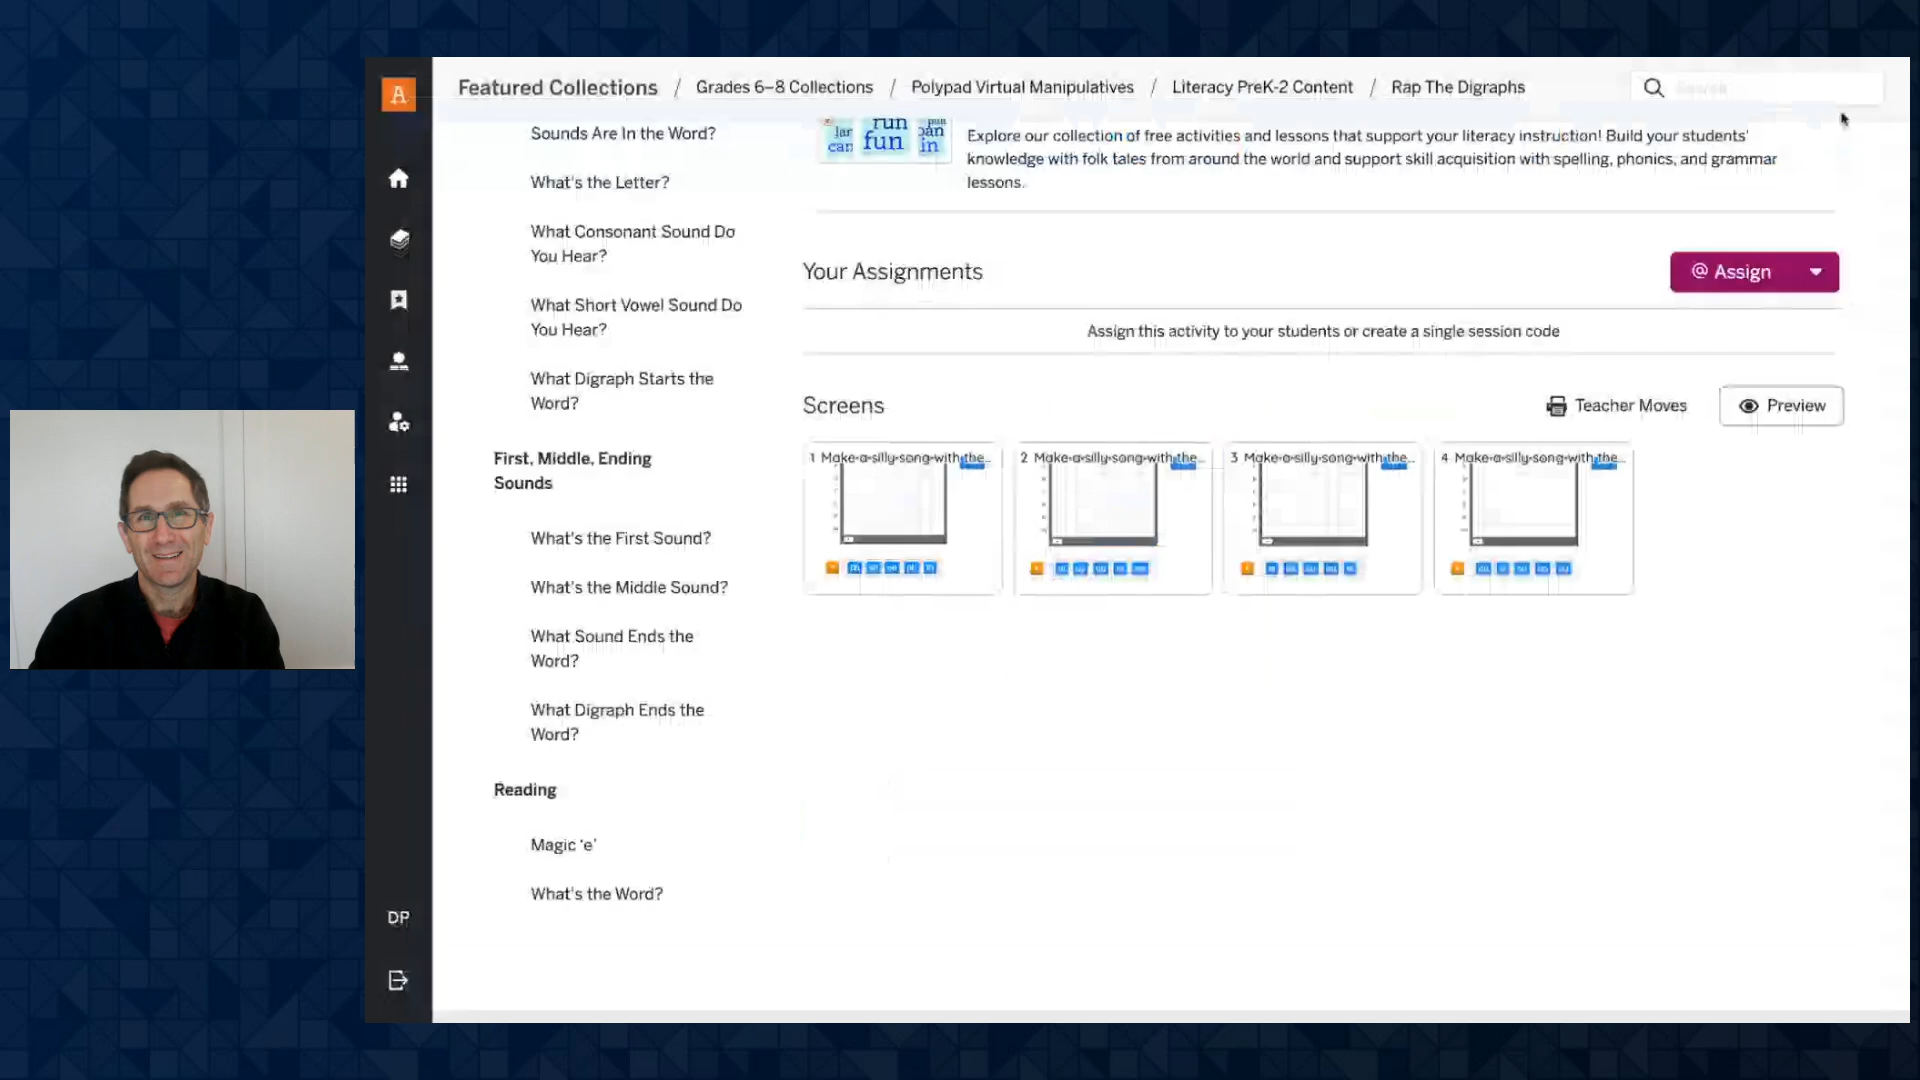 A
Featured Collections / Grades 6–8 Collections / Polypad Virtual Manipulatives / Literacy PreK-2 Content / Rap The Digraphs
Search
Sounds Are In the Word?
What's the Letter?
What Consonant Sound Do
You Hear?
What Short Vowel Sound Do
You Hear?
What Digraph Starts the
Word?
First, Middle, Ending
Sounds
What's the First Sound?
What's the Middle Sound?
What Sound Ends the
Word?
What Digraph Ends the
Word?
Reading
Magic 'e'
What's the Word?
DP
run
can fun in
Explore our collection of free activities and lessons that support your literacy instruction! Build your students'
knowledge with folk tales from around the world and support skill acquisition with spelling, phonics, and grammar
lessons.
Your Assignments
@ Assign
Assign this activity to your students or create a single session code
Screens
Teacher Moves
Preview
1 Make-a-silly-song-with-the...
2 Make-a-silly-song-with-the...
3 Make-a-silly-song-with-the...
4 Make-a-silly-song-with-the...